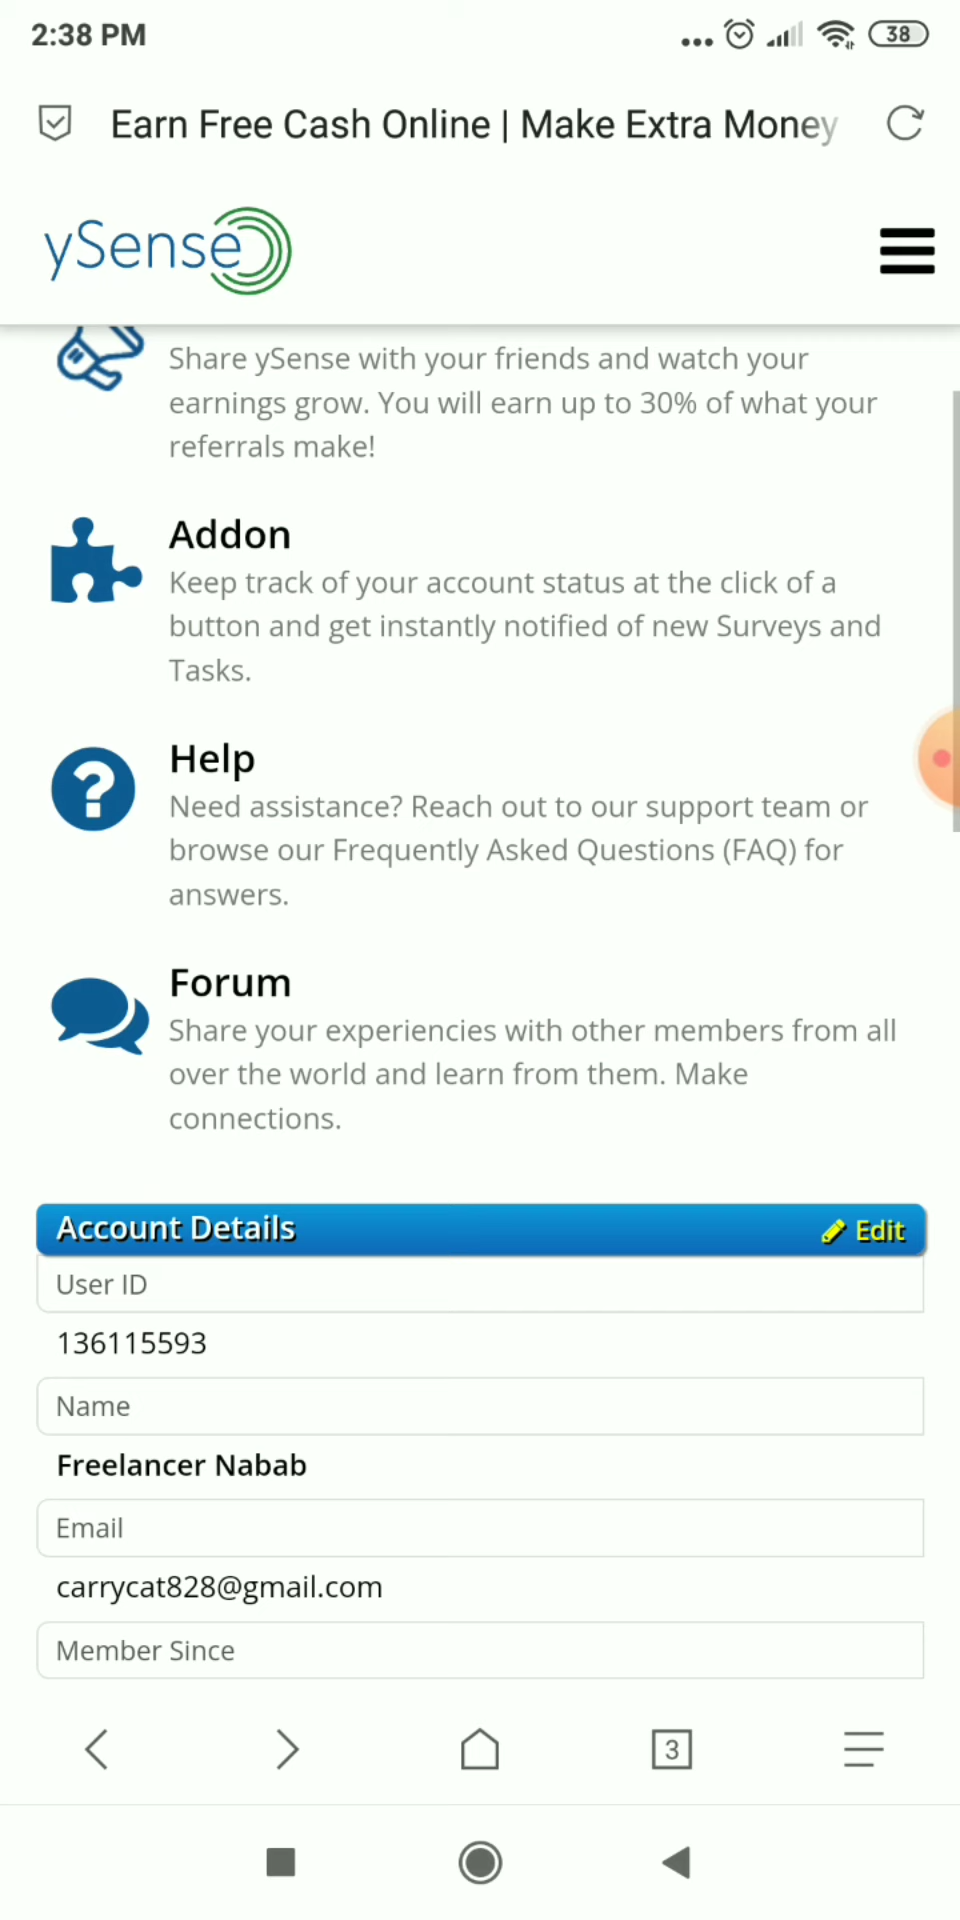 2:38 PM
38
Earn Free Cash Online | Make Extra Money
ySense
Share ySense with your friends and watch your
earnings grow. You will earn up to 30% of what your
referrals make!
Addon
Keep track of your account status at the click of a
button and get instantly notified of new Surveys and
Tasks.
Help
Need assistance? Reach out to our support team or
browse our Frequently Asked Questions (FAQ) for
answers.
Forum
Share your experiencies with other members from all
over the world and learn from them. Make
connections.
Account Details
Edit
User ID
136115593
Name
Freelancer Nabab
Email
carrycat828@gmail.com
Member Since
3